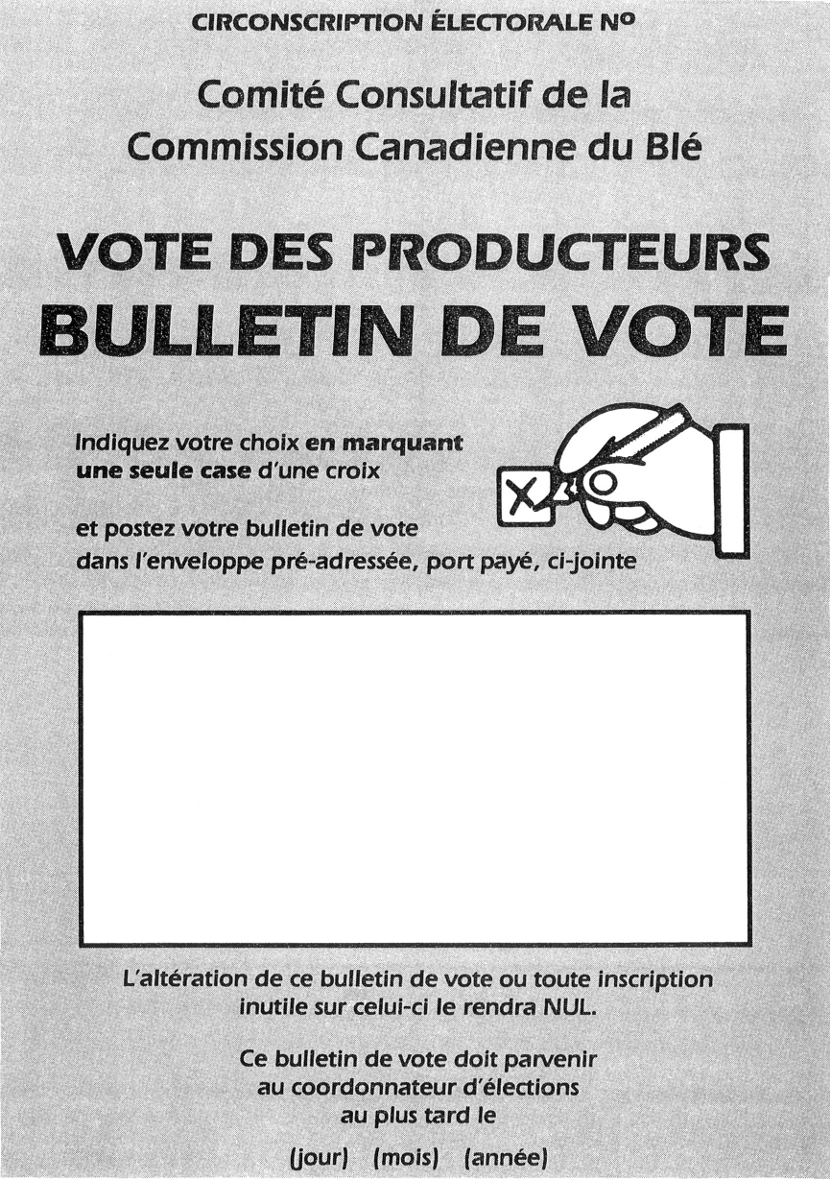 CIRCONSCRIPTION ÉLECTORALE Nº
Comité Consultatif de la
Commission Canadienne du Blé
VOTE DES PRODUCTEURS
BULLETIN DE VOTE
Indiquez votre choix en marquant
une seule case d'une croix
et postez votre bulletin de vote
dans l'enveloppe pré-adressée, port payé, ci-jointe
L'altération de ce bulletin de vote ou toute inscription
inutile sur celui-ci le rendra NUL.
Ce bulletin de vote doit parvenir
au coordonnateur d'élections
au plus tard le
(jour) (mois) (année)